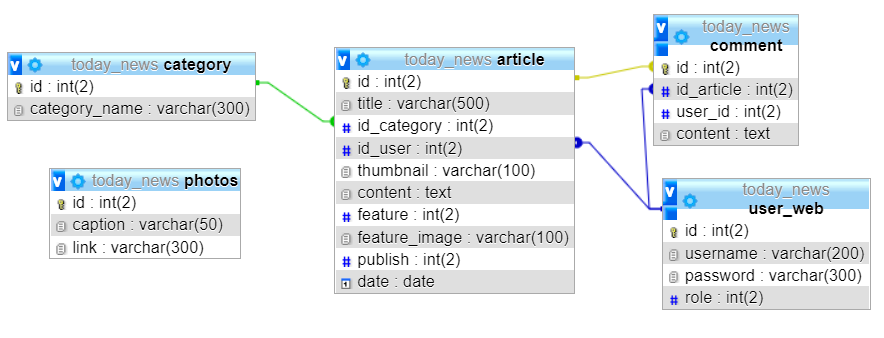 today_news category
id : int(2)
category_name : varchar(300)
today_news photos
id : int(2)
caption : varchar(50)
link : varchar(300)
today_news article
id : int(2)
title : varchar(500)
id_category : int(2)
id_user : int(2)
thumbnail : varchar(100)
content : text
feature : int(2)
feature_image : varchar(100)
publish : int(2)
date : date
today_news
comment
id : int(2)
id_article : int(2)
user_id : int(2)
content : text
today_news
user_web
id : int(2)
username : varchar(200)
password : varchar(300)
role : int(2)